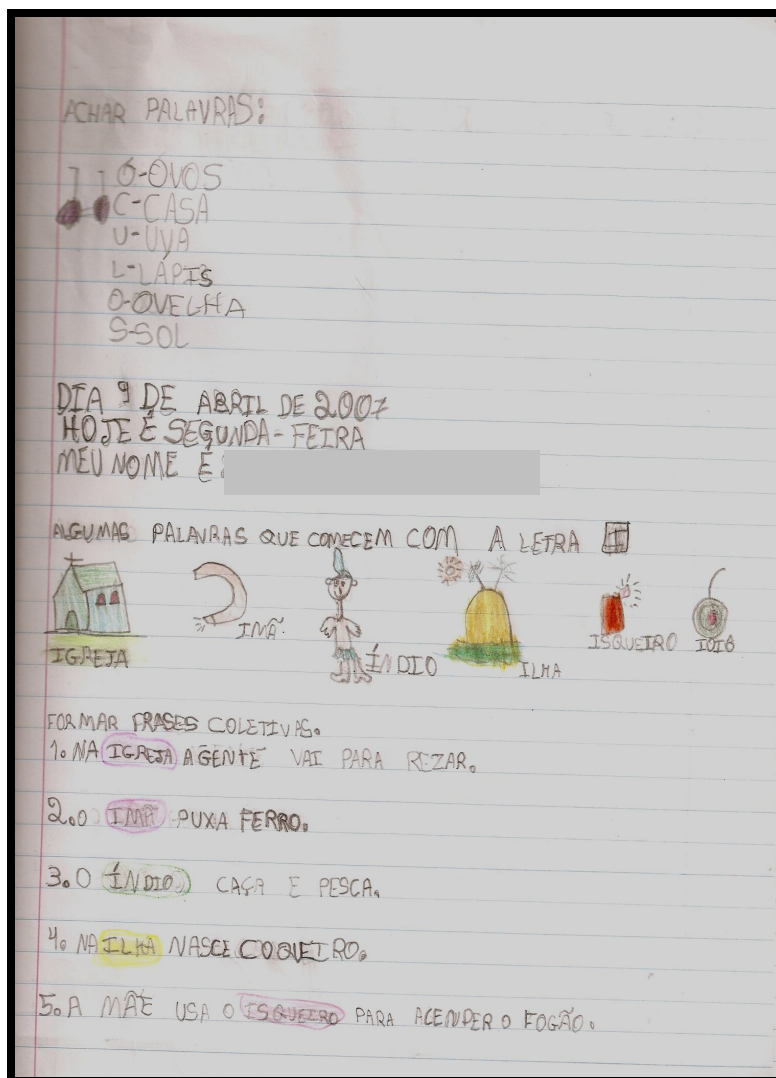 ACHAR PALAVRAS:
Ó-OVOS
C-CASA
U-UVA
L-LÁPIS
O-OVELHA
S-SOL
DIA 9 DE ABRIL DE 2007
HOJE É SEGUNDA-FEIRA
MEU NOME É:
ALGUMAS PALAVRAS QUE COMECEM COM A LETRA I
IGREJA IMÃ. ÍNDIO ILHA ISQUEIRO IOIÔ
FORMAR FRASES COLETIVAS.
1. NA IGREJA AGENTE VAI PARA REZAR.
2. O IMÃ PUXA FERRO.
3. O ÍNDIO CAÇA E PESCA.
4. NA ILHA NASCE COQUEIRO.
5. A MÃE USA O ISQUEIRO PARA ACENDER O FOGÃO.